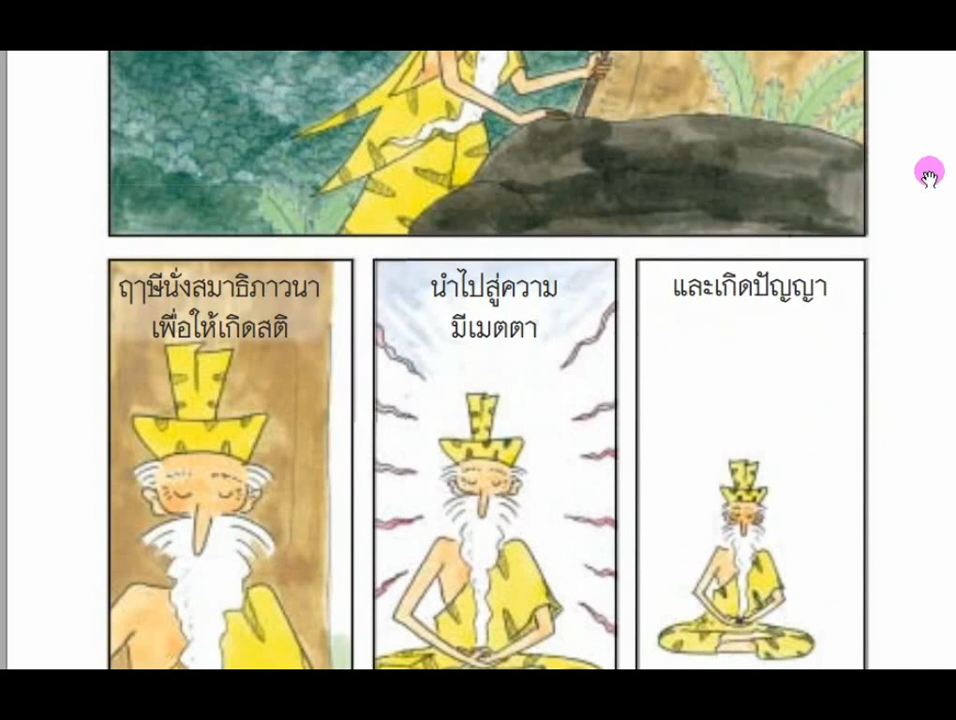 ฤๅษีนั่งสมาธิภาวนา
เพื่อให้เกิดสติ
นำไปสู่ความ
มีเมตตา
และเกิดปัญญา